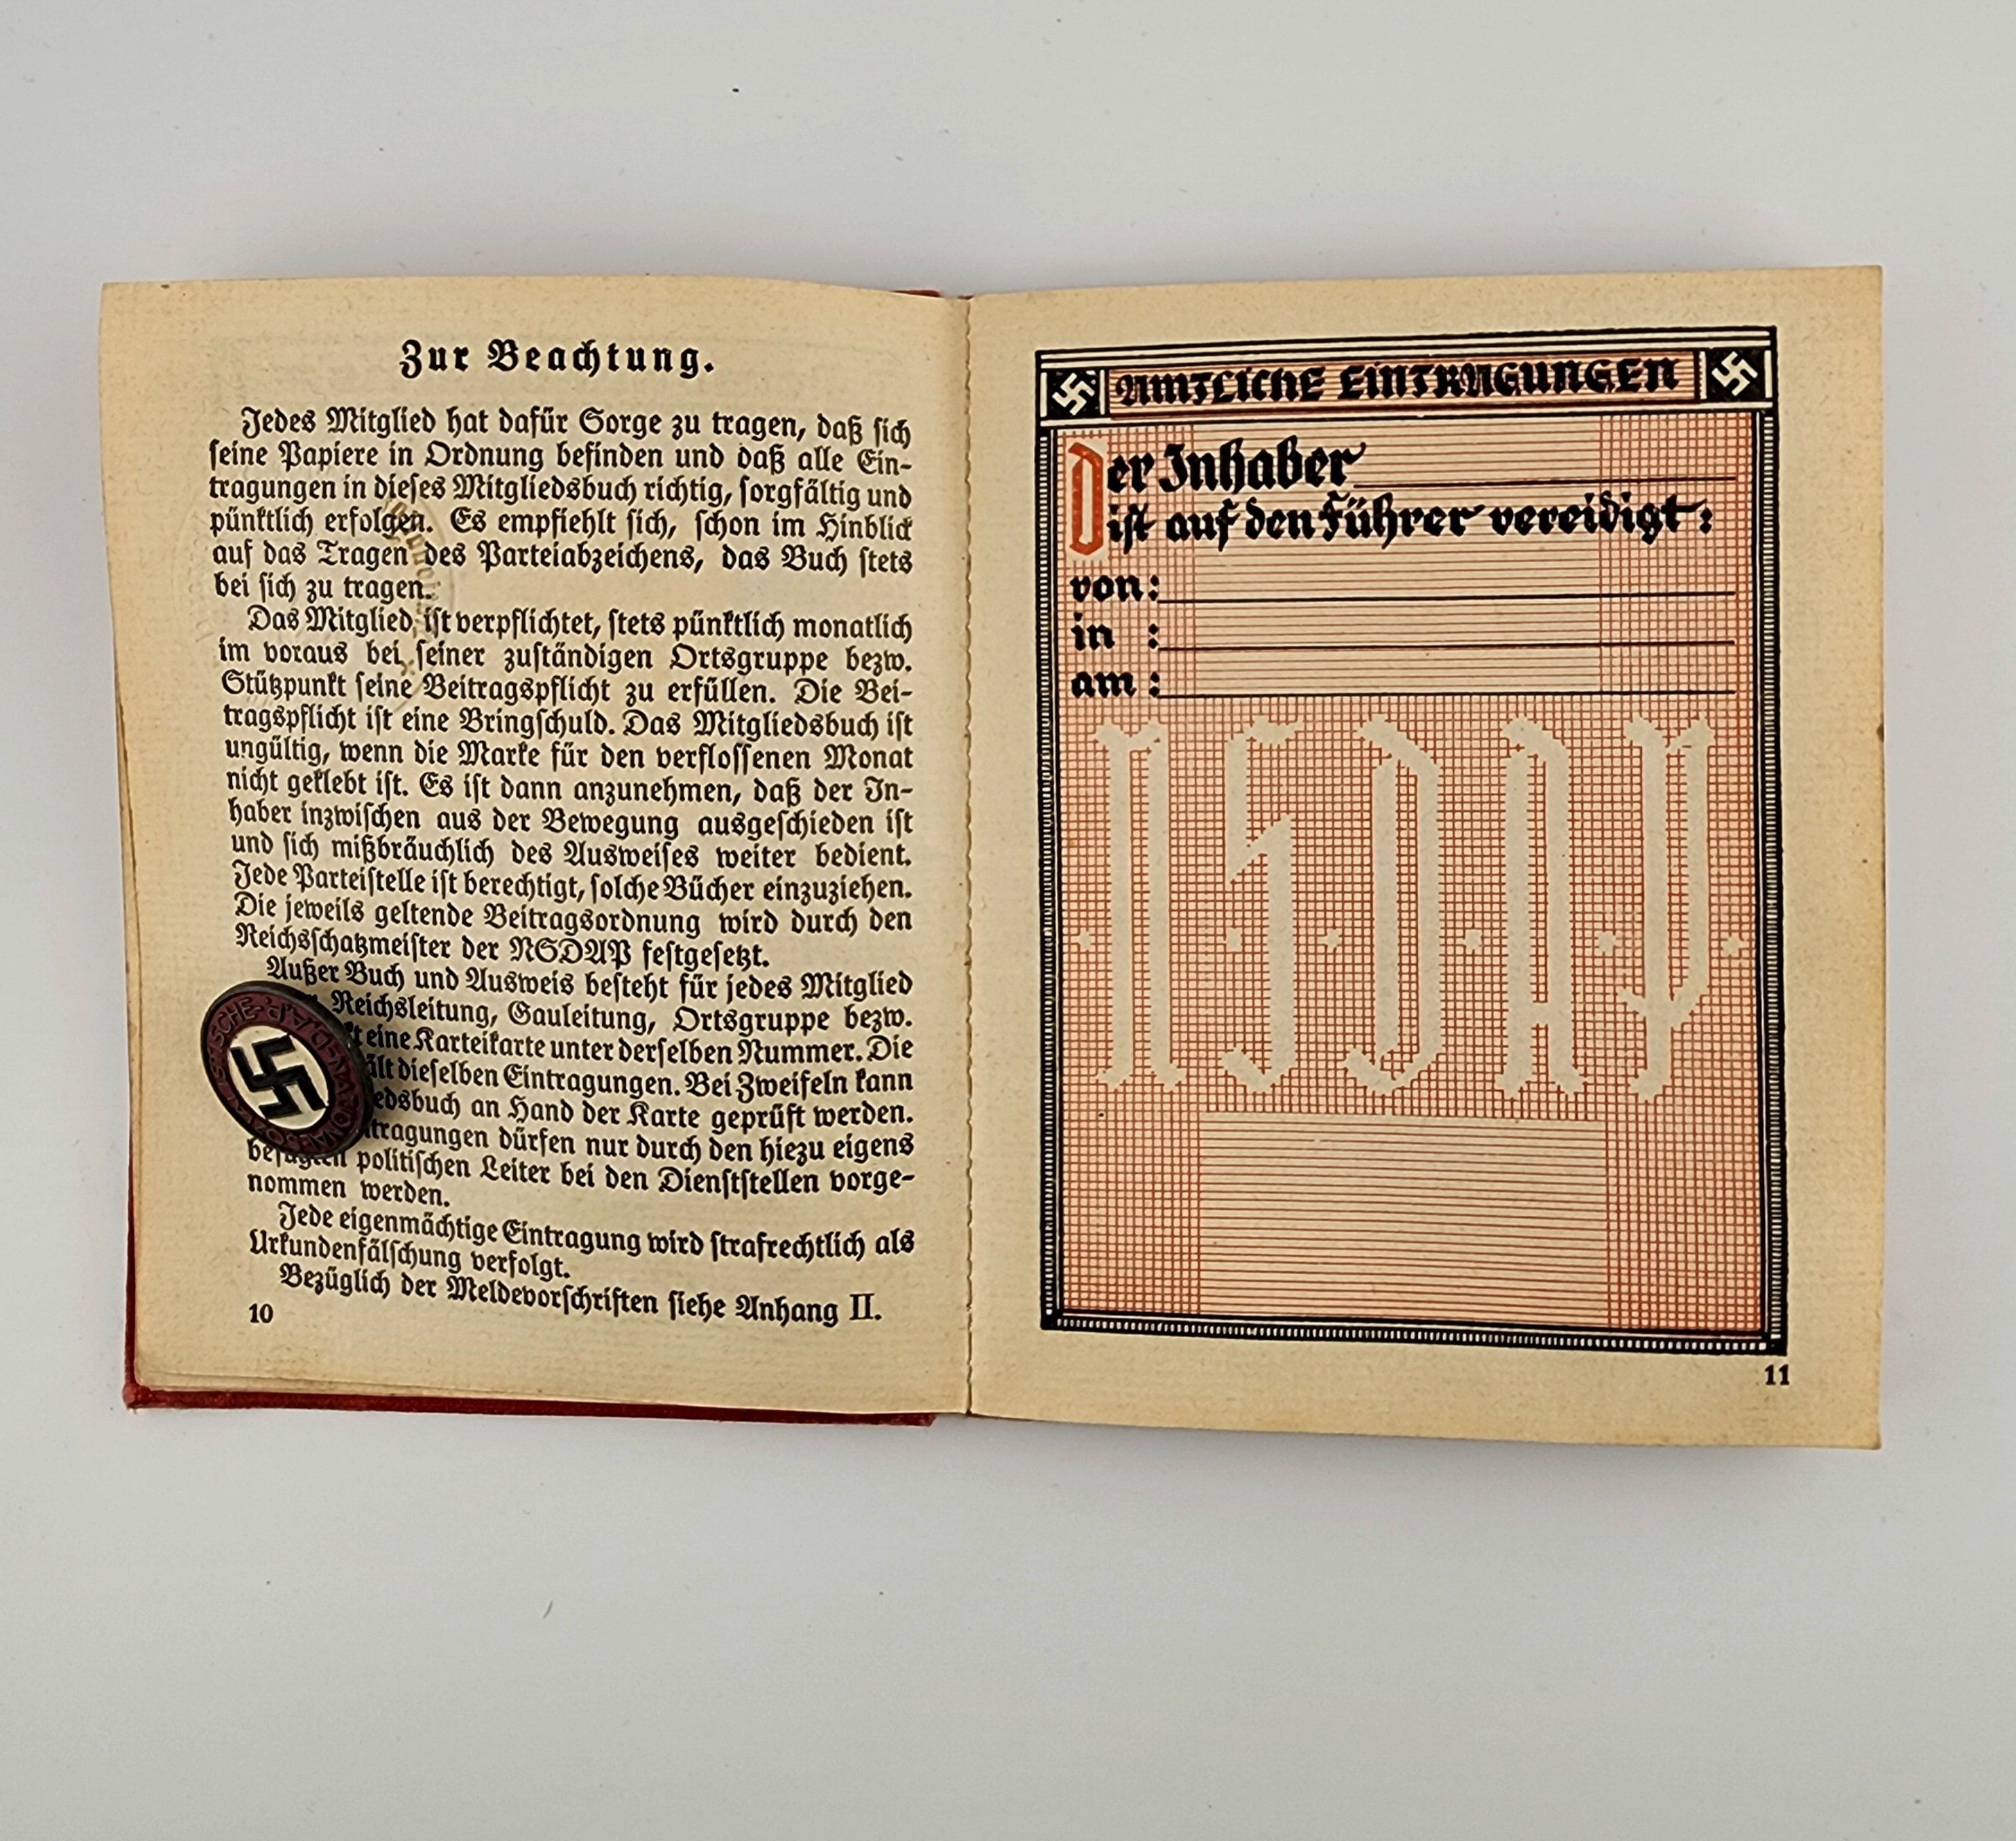 Zur Beachtung.
Jedes Mitglied hat dafür Sorge zu tragen, daß sich
seine Papiere in Ordnung befinden und daß alle Ein-
tragungen in dieses Mitgliedsbuch richtig, sorgfältig und
pünktlich erfolgen. Es empfiehlt sich, schon im Hinblick
auf das Tragen des Parteiabzeichens, das Buch stets
bei sich zu tragen.
Das Mitglied ist verpflichtet, stets pünktlich monatlich
im voraus bei seiner zuständigen Ortsgruppe bezw.
Stützpunkt seine Beitragspflicht zu erfüllen. Die Bei-
tragspflicht ist eine Bringschuld. Das Mitgliedsbuch ist
ungültig, wenn die Marke für den verflossenen Monat
nicht geklebt ist. Es ist dann anzunehmen, daß der In-
haber inzwischen aus der Bewegung ausgeschieden ist
und sich mißbräuchlich des Ausweises weiter bedient.
Jede Parteistelle ist berechtigt, solche Bücher einzuziehen.
Die jeweils geltende Beitragsordnung wird durch den
Reichsschatzmeister der NSDAP festgesetzt.
Außer Buch und Ausweis besteht für jedes Mitglied
Reichsleitung, Gauleitung, Ortsgruppe bezw.
eine Karteikarte unter derselben Nummer. Die
dieselben Eintragungen. Bei Zweifeln kann
edsbuch an Hand der Karte geprüft werden.
tragungen dürfen nur durch den hiezu eigens
befugten politischen Leiter bei den Dienststellen vorge-
nommen werden.
Jede eigenmächtige Eintragung wird strafrechtlich als
Urkundenfälschung verfolgt.
Bezüglich der Meldevorschriften siehe Anhang II.
10
AMTLICHE EINTRAGUNGEN
Der Inhaber
ist auf den Führer vereidigt:
von:
in :
am :
N.S.D.A.P.
11